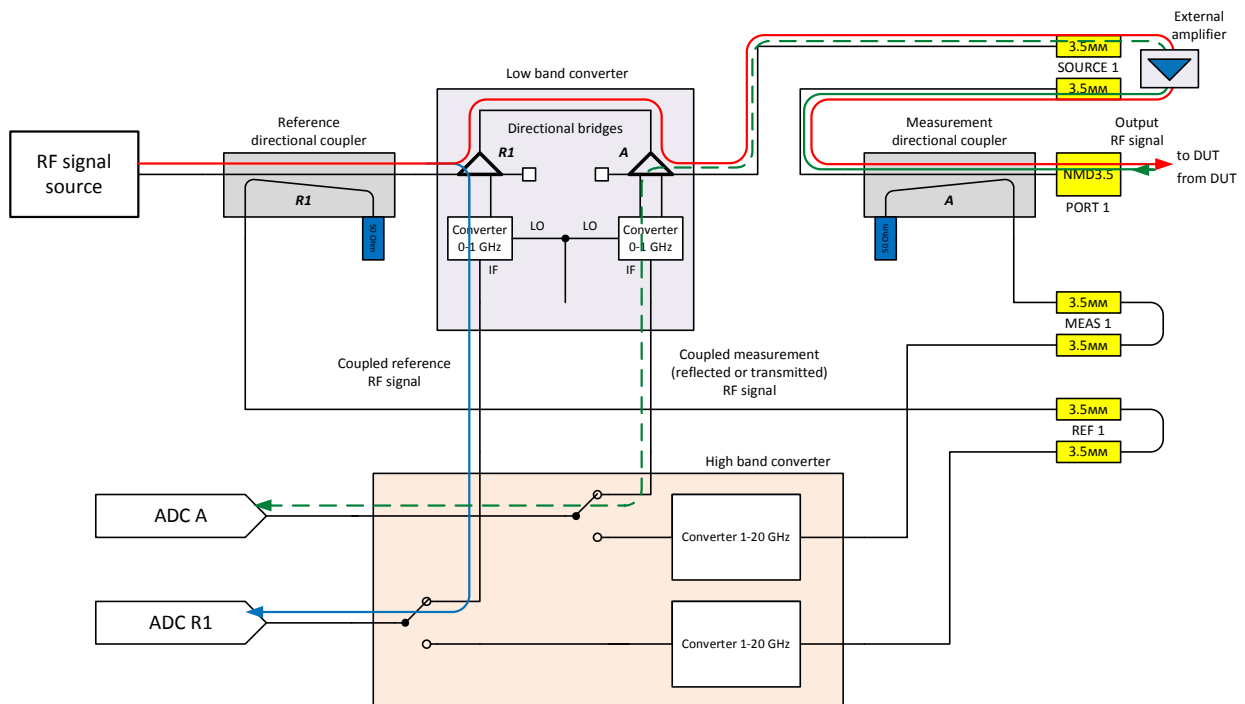 External
amplifier
3.5мм
SOURCE 1
3.5мм
Low band converter
Reference
directional coupler
Directional bridges
R1
A
Measurement
directional coupler
Output
RF signal
RF signal
source
to DUT
NMD3.5
from DUT
R1
A
PORT 1
50 Ohm
Converter
0-1 GHz
LO
LO
Converter
0-1 GHz
50 Ohm
IF
IF
3.5мм
MEAS 1
3.5мм
Coupled reference
RF signal
Coupled measurement
(reflected or transmitted)
RF signal
3.5мм
REF 1
3.5мм
High band converter
ADC A
Converter 1-20 GHz
ADC R1
Converter 1-20 GHz